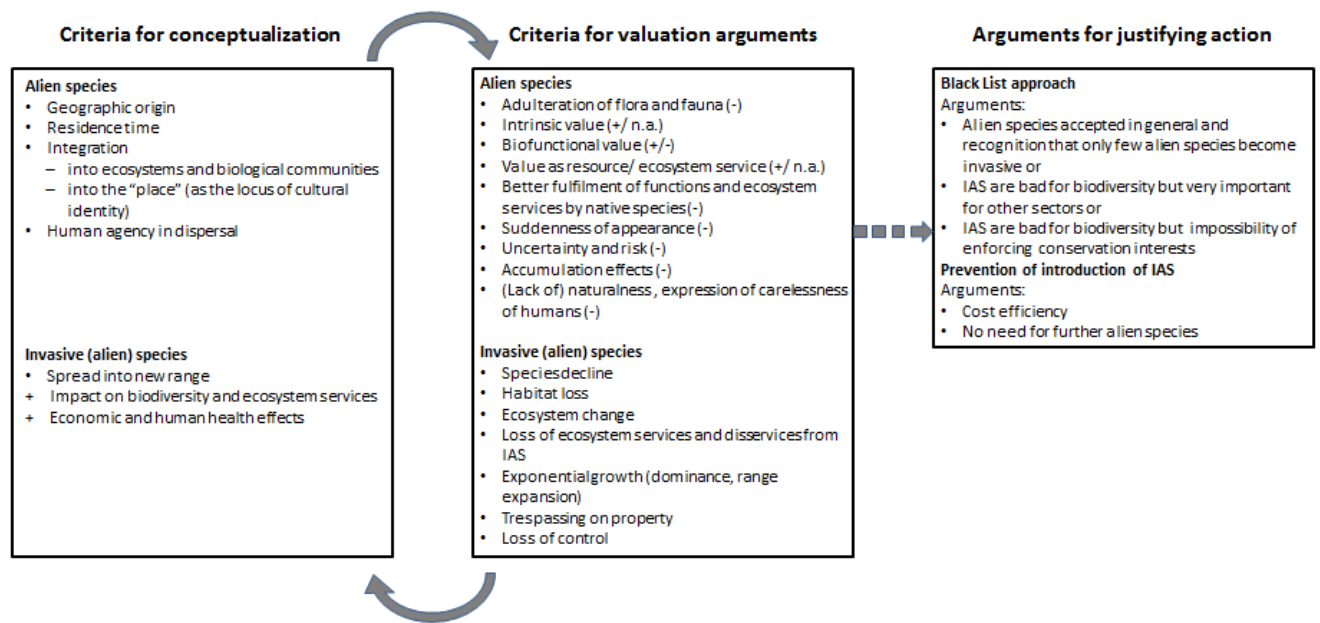 Criteria for conceptualization
Alien species
• Geographic origin
• Residence time
• Integration
– into ecosystems and biological communities
– into the “place” (as the locus of cultural
identity)
• Human agency in dispersal
Invasive (alien) species
• Spread into new range
+ Impact on biodiversity and ecosystem services
+ Economic and human health effects
Criteria for valuation arguments
Alien species
• Adulteration of flora and fauna (-)
• Intrinsic value (+/ n.a.)
• Biofunctional value (+/-)
• Value as resource/ ecosystem service (+/ n.a.)
• Better fulfilment of functions and ecosystem
services by native species (-)
• Suddenness of appearance (-)
• Uncertainty and risk (-)
• Accumulation effects (-)
• (Lack of) naturalness , expression of carelessness
of humans (-)
Invasive (alien) species
• Species decline
• Habitat loss
• Ecosystem change
• Loss of ecosystem services and disservices from
IAS
• Exponential growth (dominance, range
expansion)
• Trespassing on property
• Loss of control
Arguments for justifying action
Black List approach
Arguments:
• Alien species accepted in general and
recognition that only few alien species become
invasive or
• IAS are bad for biodiversity but very important
for other sectors or
• IAS are bad for biodiversity but impossibility of
enforcing conservation interests
Prevention of introduction of IAS
Arguments:
• Cost efficiency
• No need for further alien species